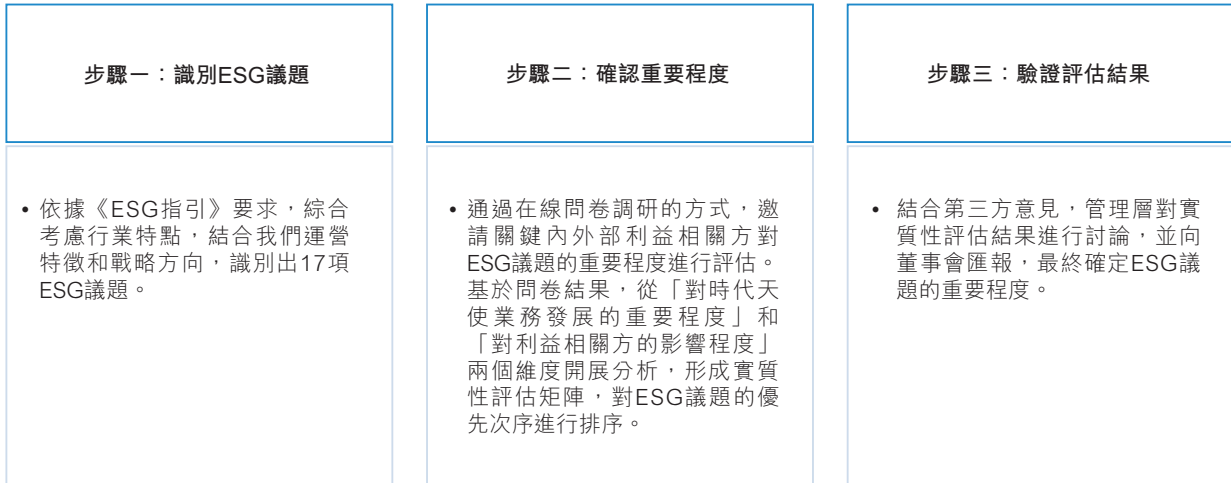 步驟一：識別ESG議題
• 依據《ESG指引》要求，綜合
考慮行業特點，結合我們運營
特徵和戰略方向，識別出17項
ESG議題。
步驟二：確認重要程度
• 通過在線問卷調研的方式，邀
請關鍵內外部利益相關方對
ESG議題的重要程度進行評估。
基於問卷結果，從「對時代天
使業務發展的重要程度」和
「對利益相關方的影響程度」
兩個維度開展分析，形成實質
性評估矩陣，對ESG議題的優
先次序進行排序。
步驟三：驗證評估結果
• 結合第三方意見，管理層對實
質性評估結果進行討論，並向
董事會匯報，最終確定ESG議
題的重要程度。